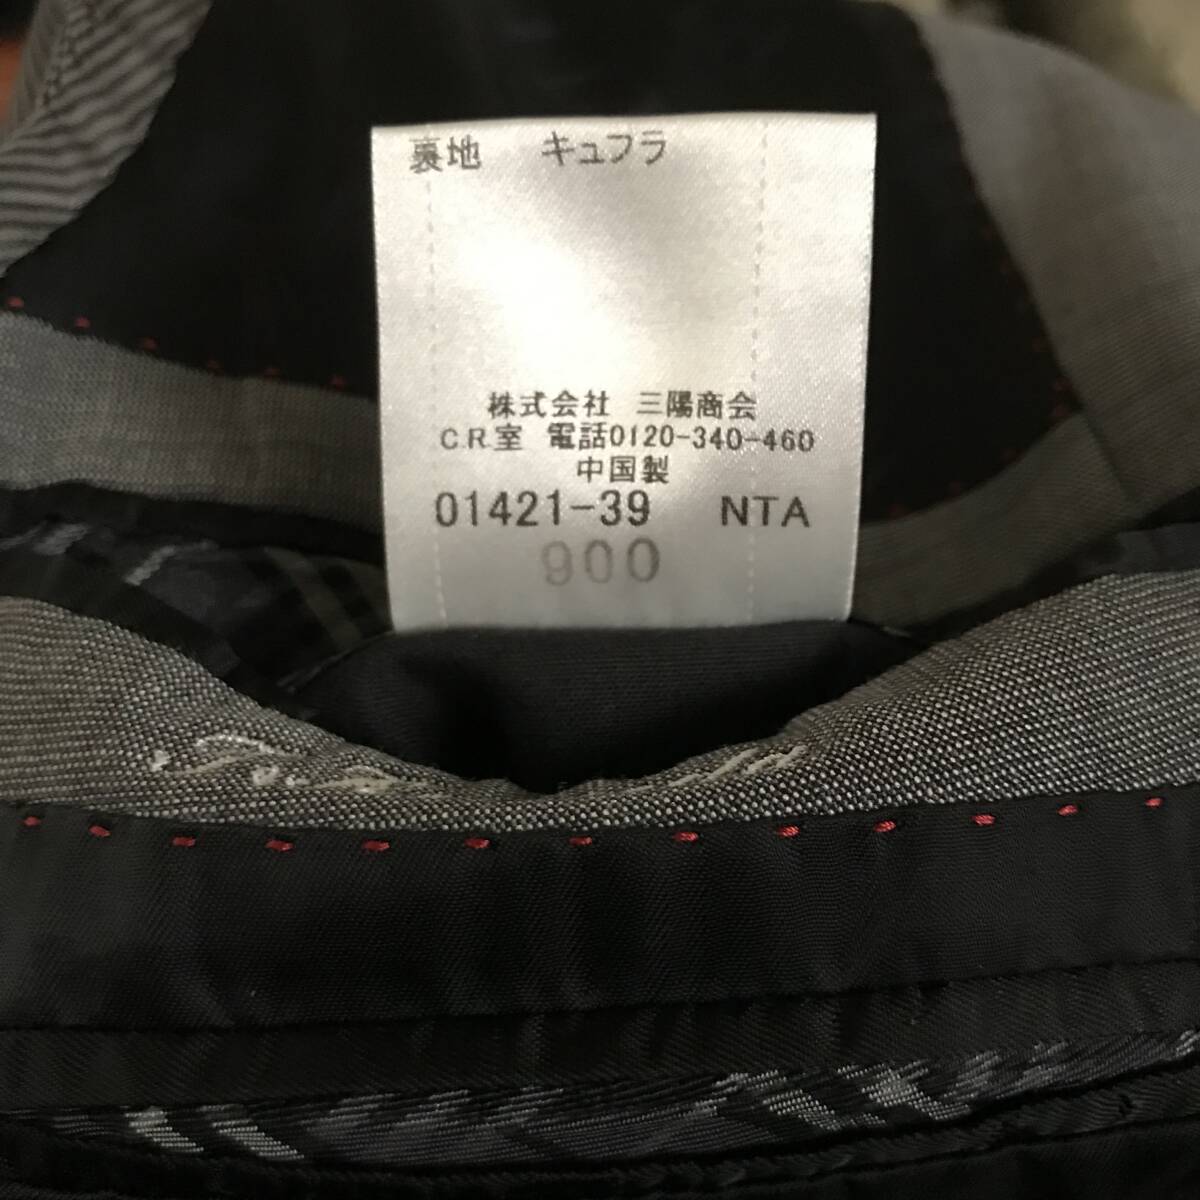 裏地 キュプラ
株式会社 三陽商会
C.R.室 電話0120-340-460
中国製
01421-39 NTA
900